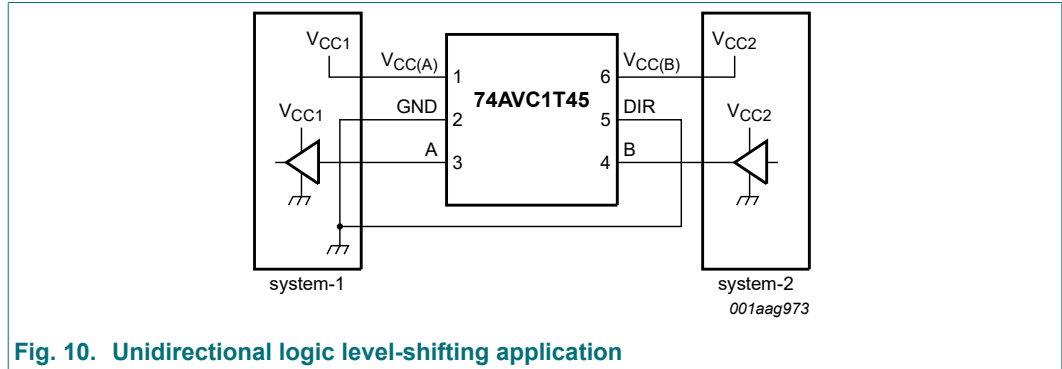 VCC1 VCC2
VCC(A) VCC(B)
1 74AVC1T45 6
GND DIR
2 5
VCC1 VCC2
A B
3 4
system-1 system-2
001aag973
Fig. 10. Unidirectional logic level-shifting application